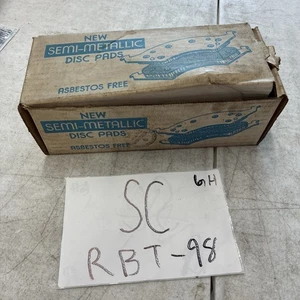 NEW
SEMI-METALLIC
DISC PADS
ASBESTOS FREE
NEW
SEMI-METALLIC
DISC PADS
ASBESTOS FREE
SC 6H
RBT-98